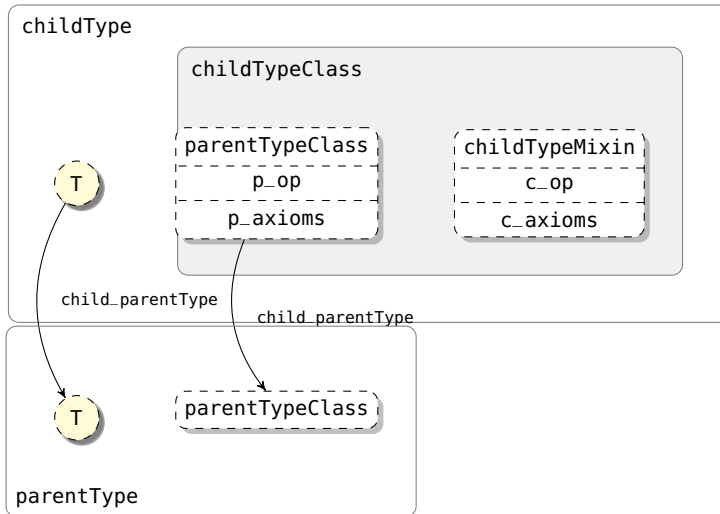 childType
childTypeClass
parentTypeClass
childTypeMixin
T
p_op
c_op
p_axioms
c_axioms
child_parentType
child_parentType
T
parentTypeClass
parentType